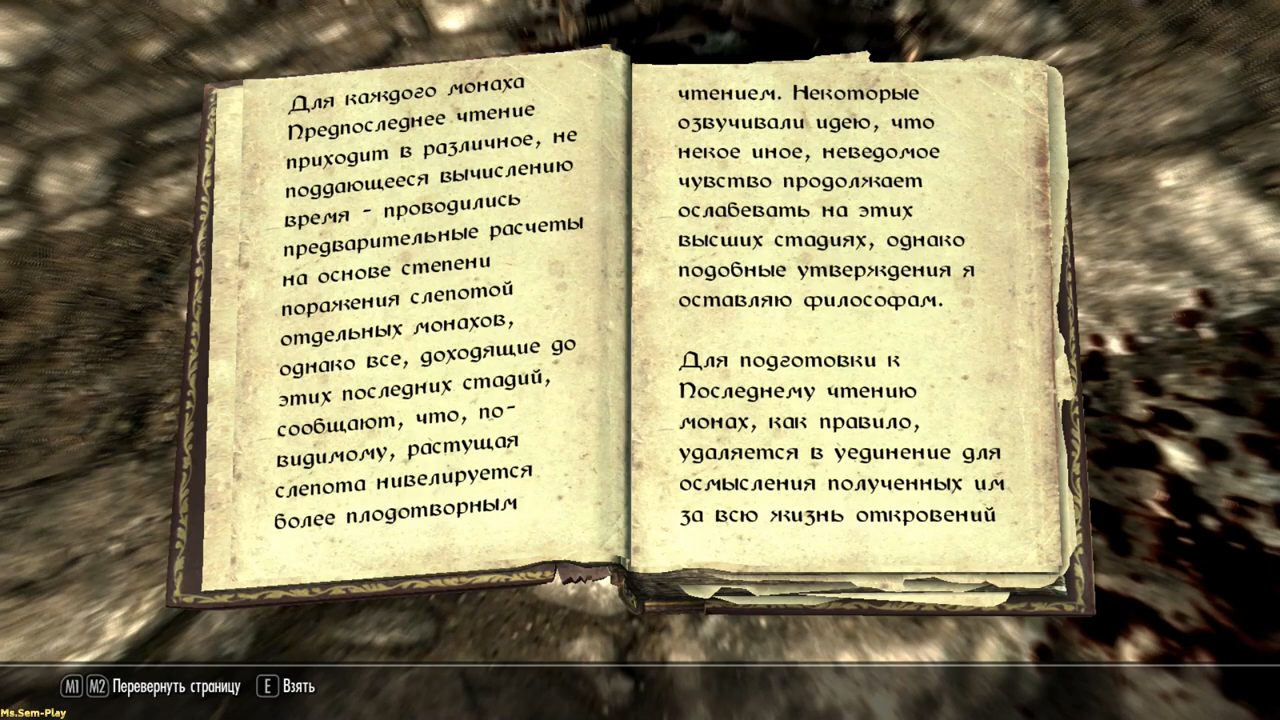 Для каждого монаха
Предпоследнее чтение
приходит в различное, не
поддающееся вычислению
время - проводились
предварительные расчеты
на основе степени
поражения слепотой
отдельных монахов,
однако все, доходящие до
этих последних стадий,
сообщают, что, по-
видимому, растущая
слепота нивелируется
более плодотворным
чтением. Некоторые
озвучивали идею, что
некое иное, неведомое
чувство продолжает
ослабевать на этих
высших стадиях, однако
подобные утверждения я
оставляю философам.
Для подготовки к
Последнему чтению
монах, как правило,
удаляется в уединение для
осмысления полученных им
за всю жизнь откровений
M1 M2 Перевернуть страницу E Взять
Ms.Sem-Play